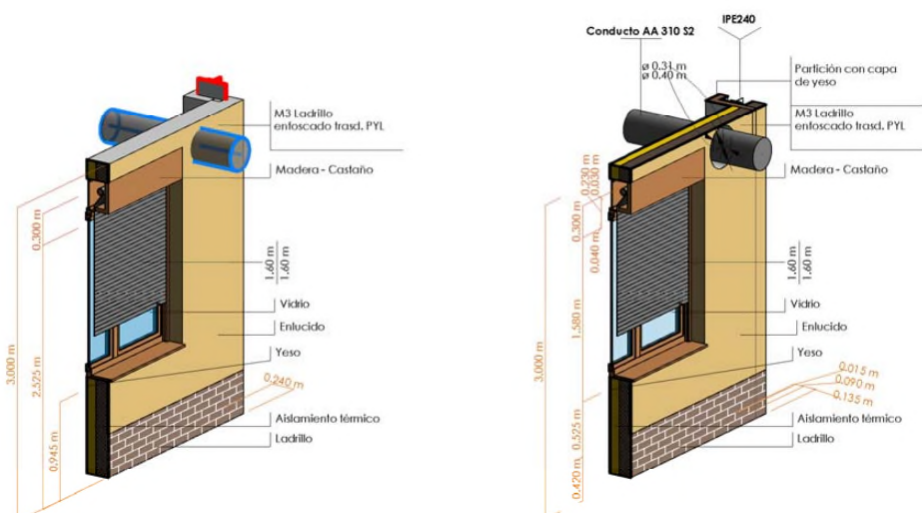 M3 Ladrillo
enfoscado trasd. PYL
Madera - Castaño
0.300 m
3.000 m
2.525 m
0.945 m
1.60 m
1.60 m
Vidrio
Enlucido
Yeso
0.240 m
Aislamiento térmico
Ladrillo
IPE240
Conducto AA 310 S2
ø 0.31 m
ø 0.40 m
Partición con capa
de yeso
M3 Ladrillo
enfoscado trasd. PYL
Madera - Castaño
0.230 m
0.030 m
0.300 m
0.040 m
3.000 m
1.580 m
0.525 m
0.420 m
1.60 m
1.60 m
Vidrio
Enlucido
Yeso
0.015 m
0.090 m
0.135 m
Aislamiento térmico
Ladrillo